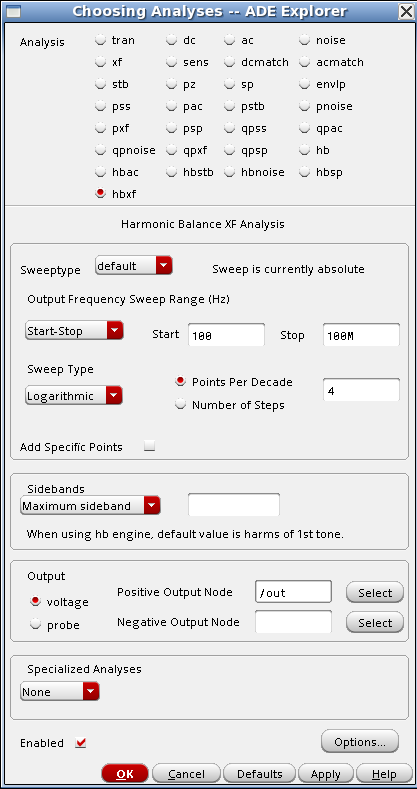 Choosing Analyses -- ADE Explorer
Analysis
tran dc ac noise
xf sens dcmatch acmatch
stb pz sp envlp
pss pac pstb pnoise
pxf psp qpss qpac
qpnoise qpxf qpsp hb
hbac hbstb hbnoise hbsp
hbxf
Harmonic Balance XF Analysis
Sweeptype default Sweep is currently absolute
Output Frequency Sweep Range (Hz)
Start-Stop Start 100 Stop 100M
Sweep Type
Logarithmic
Points Per Decade 4
Number of Steps
Add Specific Points
Sidebands
Maximum sideband
When using hb engine, default value is harms of 1st tone.
Output
voltage Positive Output Node /out Select
probe Negative Output Node Select
Specialized Analyses
None
Enabled Options...
OK Cancel Defaults Apply Help